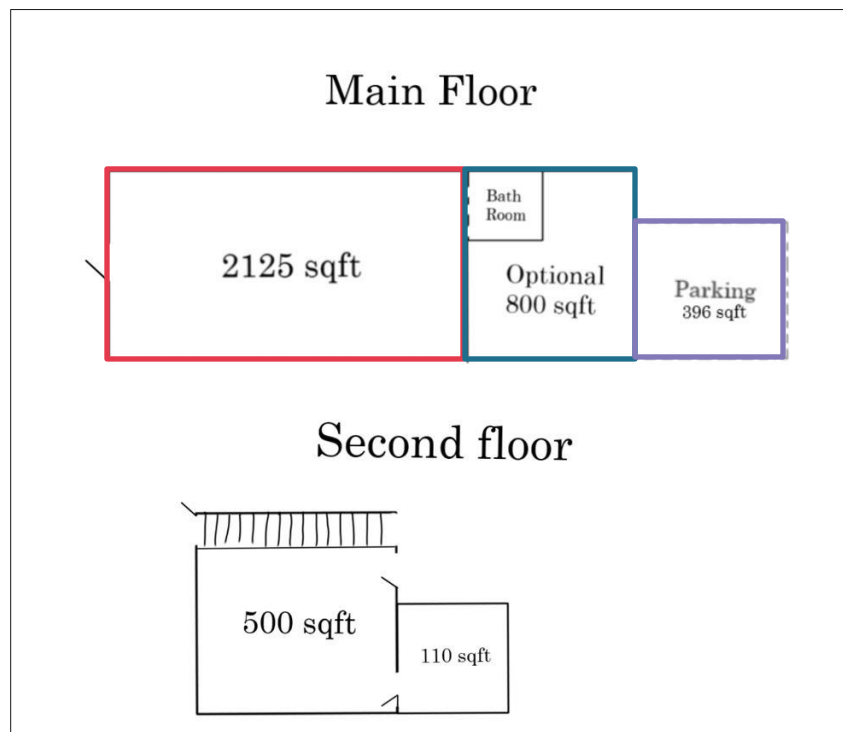 Main Floor
Bath
Room
2125 sqft
Optional
800 sqft
Parking
396 sqft
Second floor
500 sqft
110 sqft